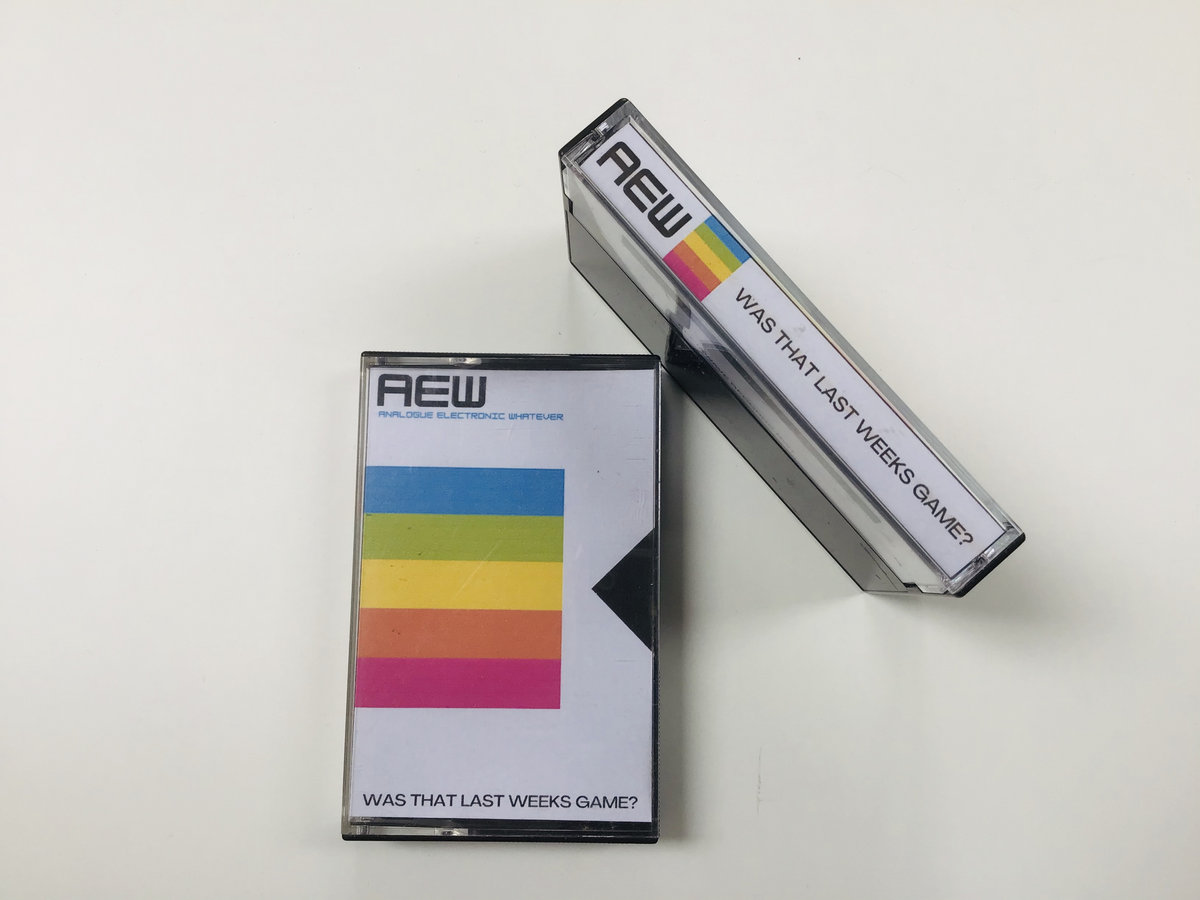 AEW
ANALOGUE ELECTRONIC WHATEVER
WAS THAT LAST WEEKS GAME?
AEW
WAS THAT LAST WEEKS GAME?